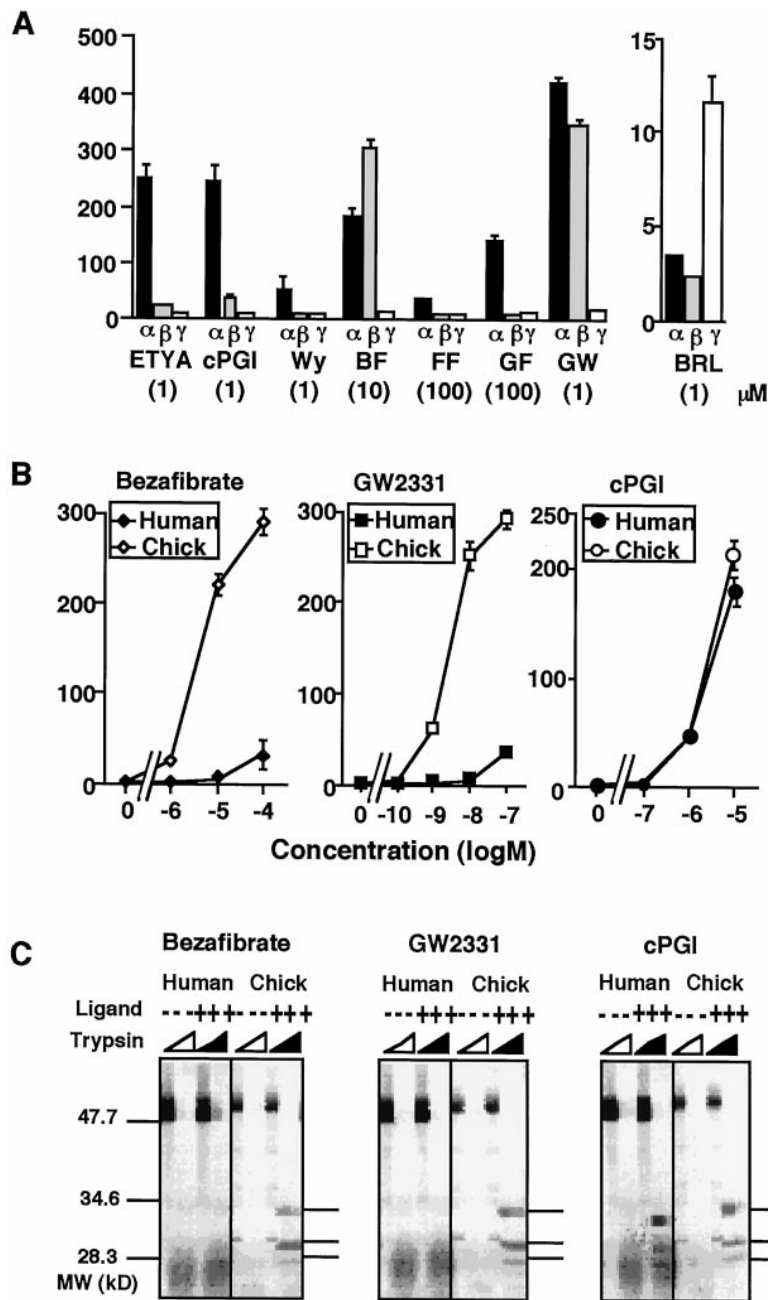 A
500
400
300
200
100
0
15
10
5
0
α β γ α β γ α β γ α β γ α β γ α β γ α β γ α β γ
ETYA cPGI Wy BF FF GF GW BRL
(1) (1) (1) (10) (100) (100) (1) (1) μM
B
Bezafibrate
GW2331
cPGI
Human
Chick
Human
Chick
Human
Chick
300
200
100
0
300
200
100
0
250
200
100
0
0 -6 -5 -4
0 -10 -9 -8 -7
0 -7 -6 -5
Concentration (logM)
C
Bezafibrate
GW2331
cPGI
Human Chick Human Chick Human Chick
Ligand ---+++---+++ ---+++---+++ ---+++---+++
Trypsin
47.7
34.6
28.3
MW (kD)